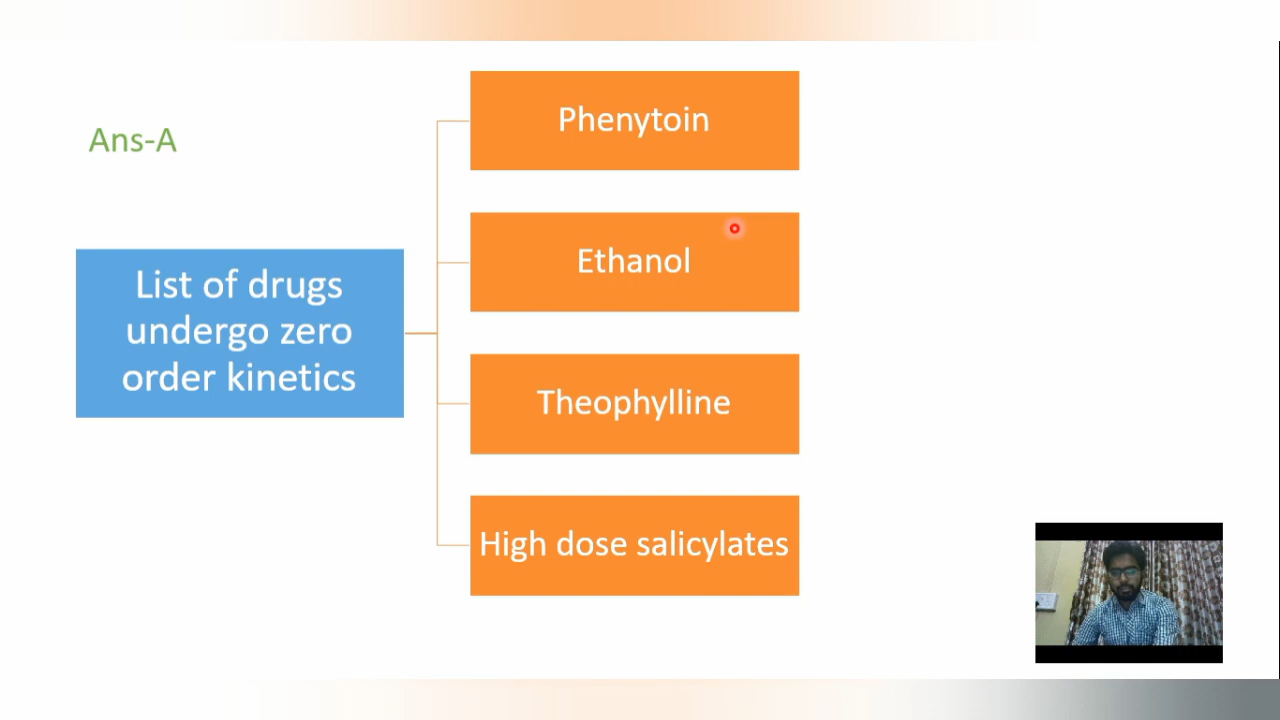 Ans-A
List of drugs
undergo zero
order kinetics
Phenytoin
Ethanol
Theophylline
High dose salicylates